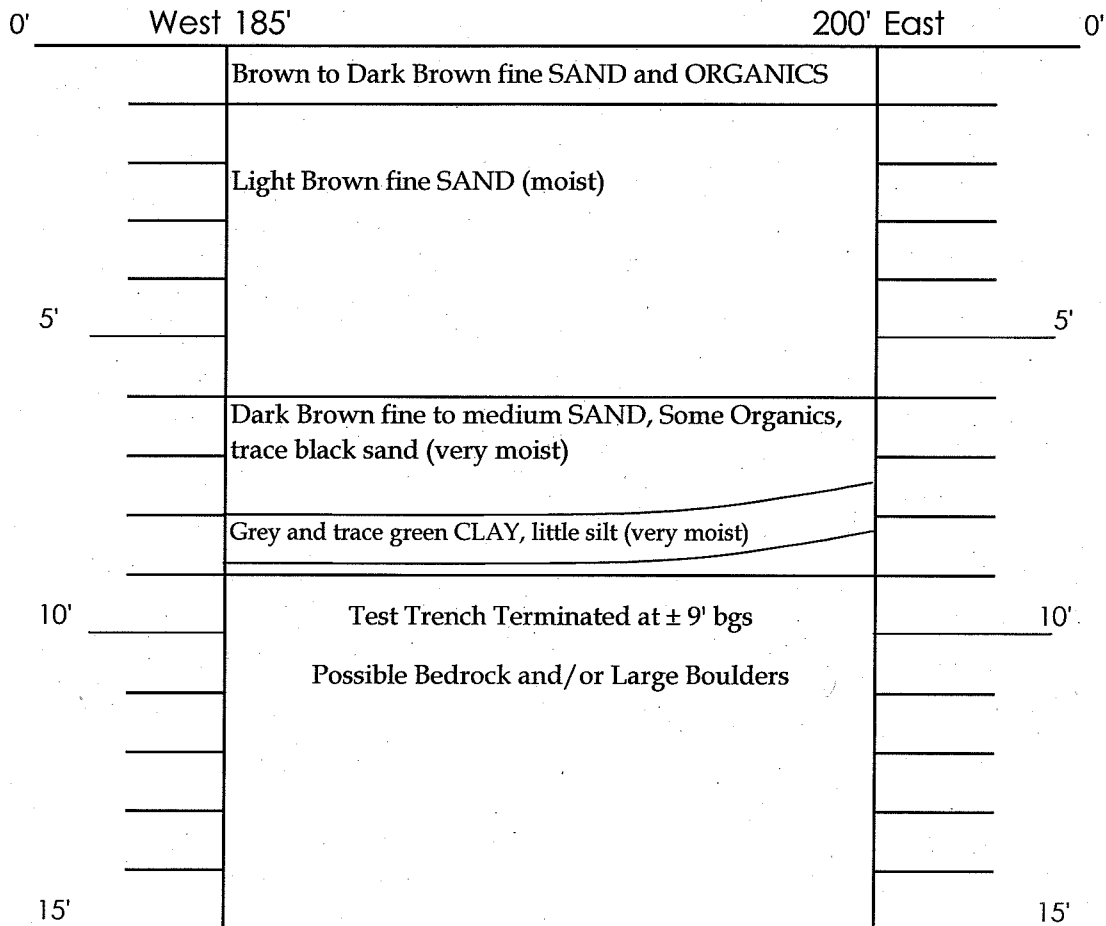 0' West 185' 200' East 0'
Brown to Dark Brown fine SAND and ORGANICS
Light Brown fine SAND (moist)
5' 5'
Dark Brown fine to medium SAND, Some Organics,
trace black sand (very moist)
Grey and trace green CLAY, little silt (very moist)
10' Test Trench Terminated at ± 9' bgs 10'
Possible Bedrock and/or Large Boulders
15' 15'